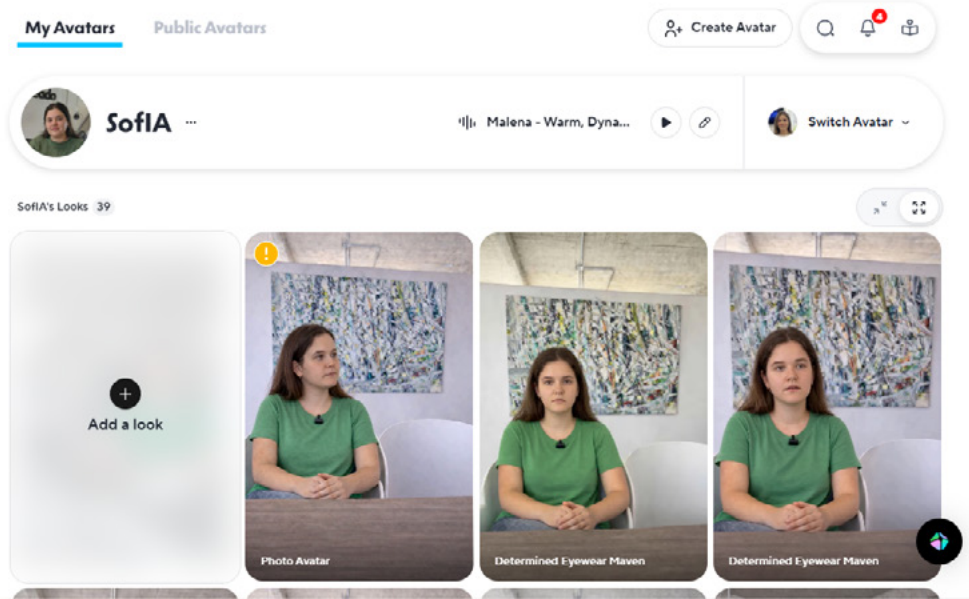 My Avatars
Public Avatars
Create Avatar
4
SofIA ...
Malena - Warm, Dyna...
Switch Avatar
SofIA's Looks 39
Add a look
Photo Avatar
Determined Eyewear Maven
Determined Eyewear Maven